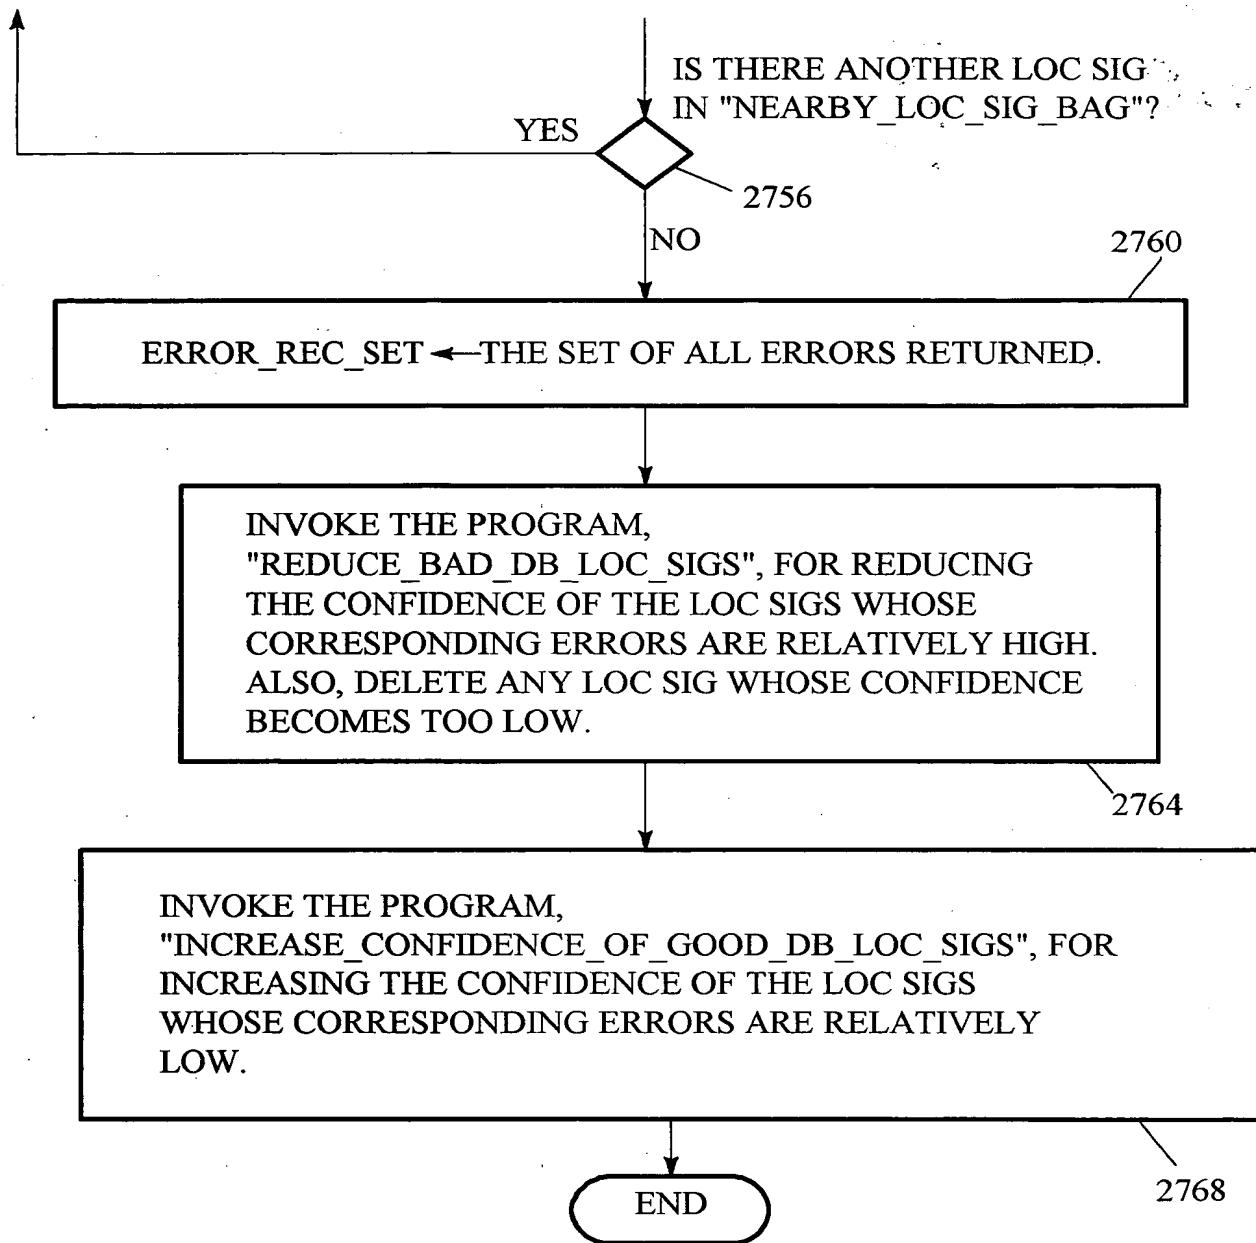 IS THERE ANOTHER LOC SIG
IN "NEARBY_LOC_SIG_BAG"?
YES
2756
NO
2760
ERROR_REC_SET ← THE SET OF ALL ERRORS RETURNED.
INVOKE THE PROGRAM,
"REDUCE_BAD_DB_LOC_SIGS", FOR REDUCING
THE CONFIDENCE OF THE LOC SIGS WHOSE
CORRESPONDING ERRORS ARE RELATIVELY HIGH.
ALSO, DELETE ANY LOC SIG WHOSE CONFIDENCE
BECOMES TOO LOW.
2764
INVOKE THE PROGRAM,
"INCREASE_CONFIDENCE_OF_GOOD_DB_LOC_SIGS", FOR
INCREASING THE CONFIDENCE OF THE LOC SIGS
WHOSE CORRESPONDING ERRORS ARE RELATIVELY
LOW.
2768
END